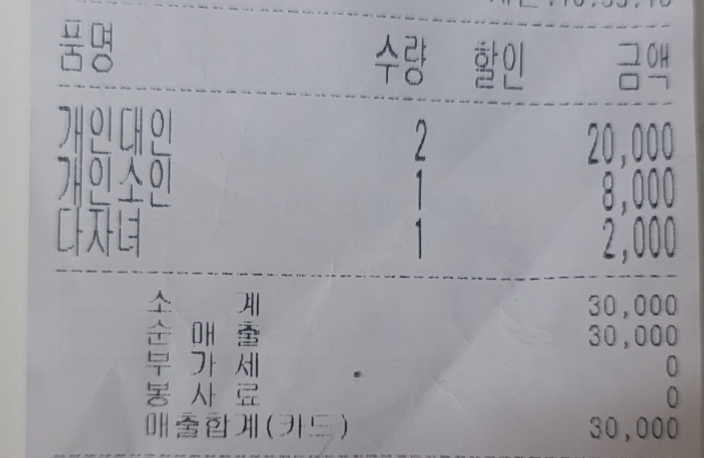 품명 수량 할인 금액
개인대인 2 20,000
개인소인 1 8,000
다자녀 1 2,000
소 계 30,000
순 매 출 30,000
부 가 세 0
봉 사 료 0
매출합계(카드) 30,000